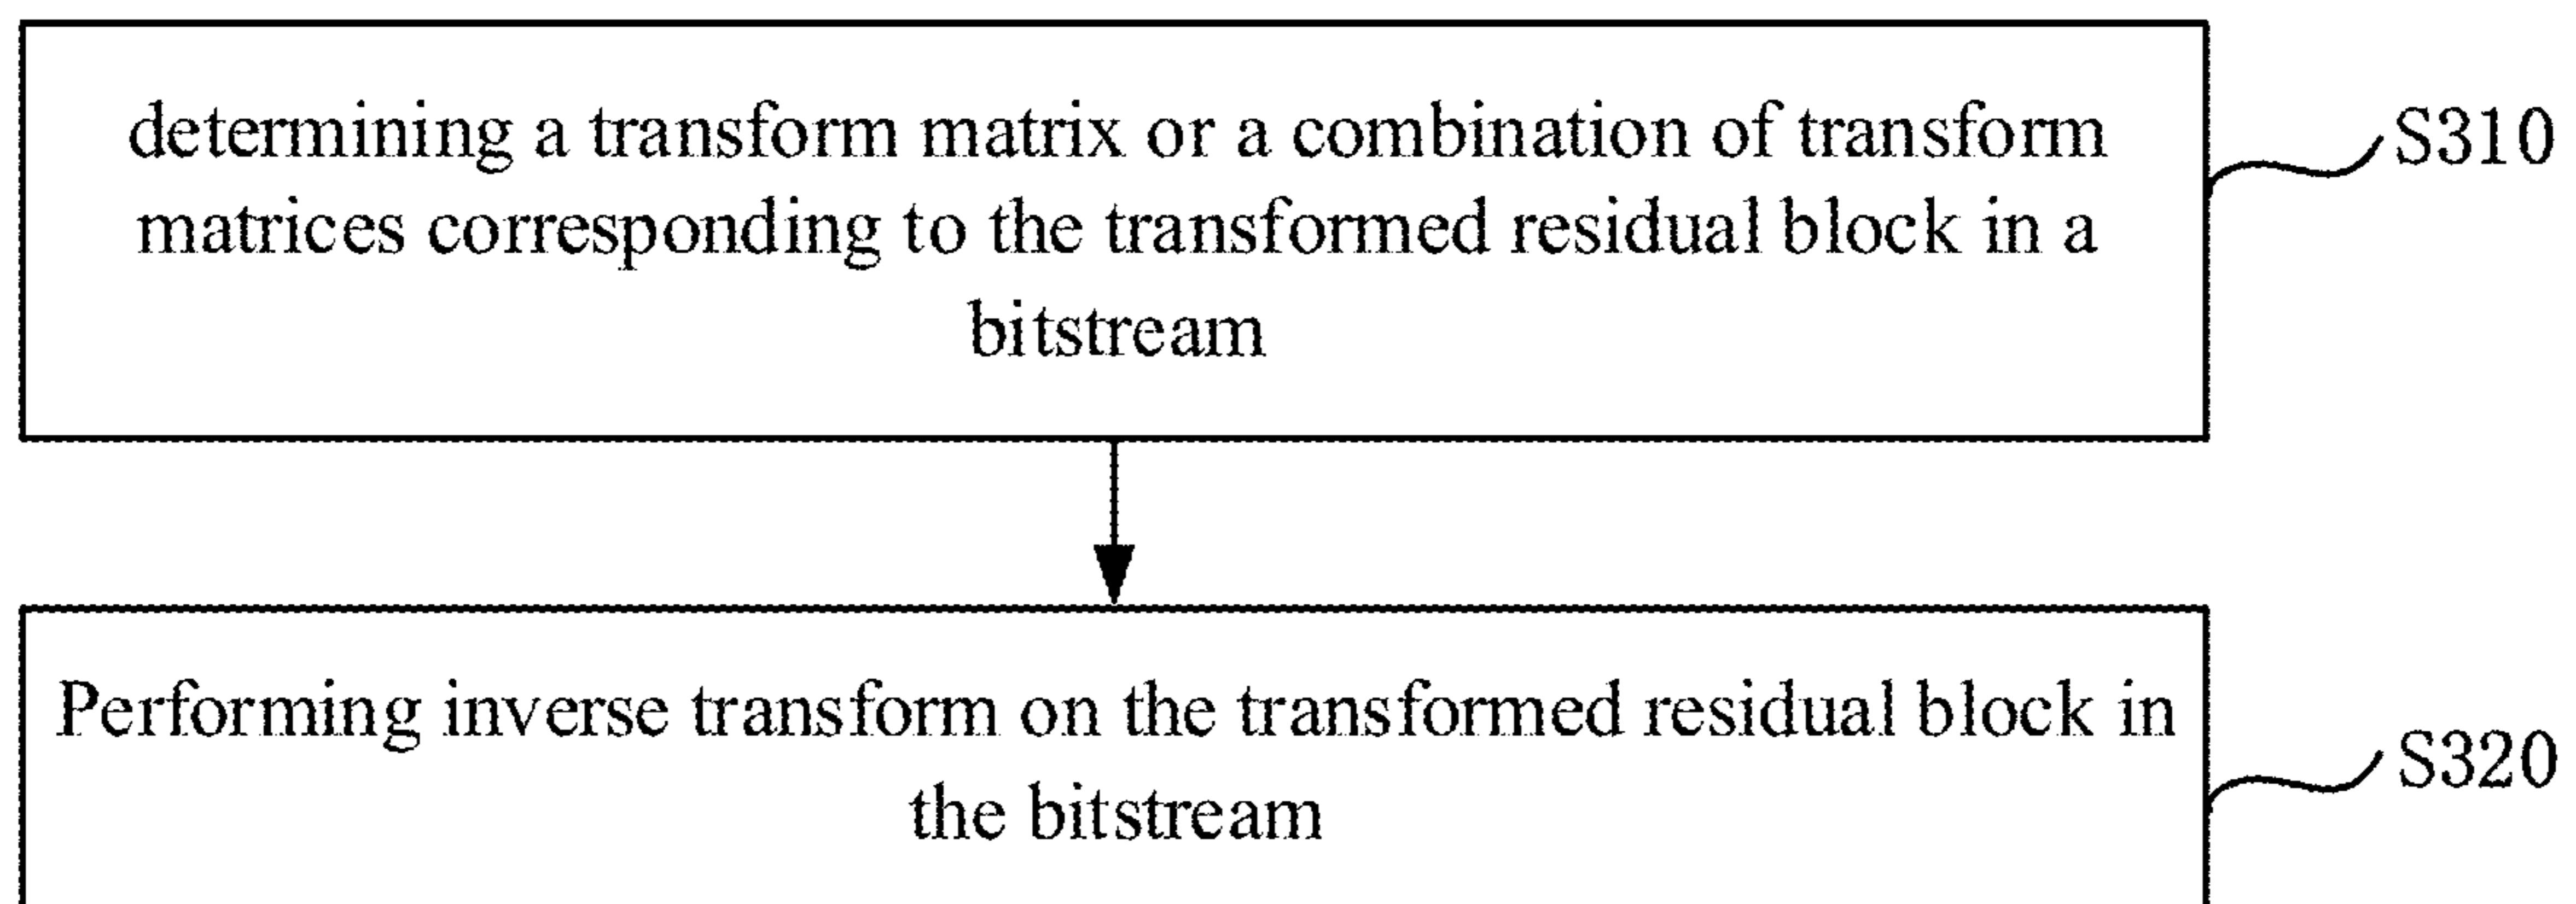 determining a transform matrix or a combination of transform
matrices corresponding to the transformed residual block in a
bitstream
S310
Performing inverse transform on the transformed residual block in
the bitstream
S320